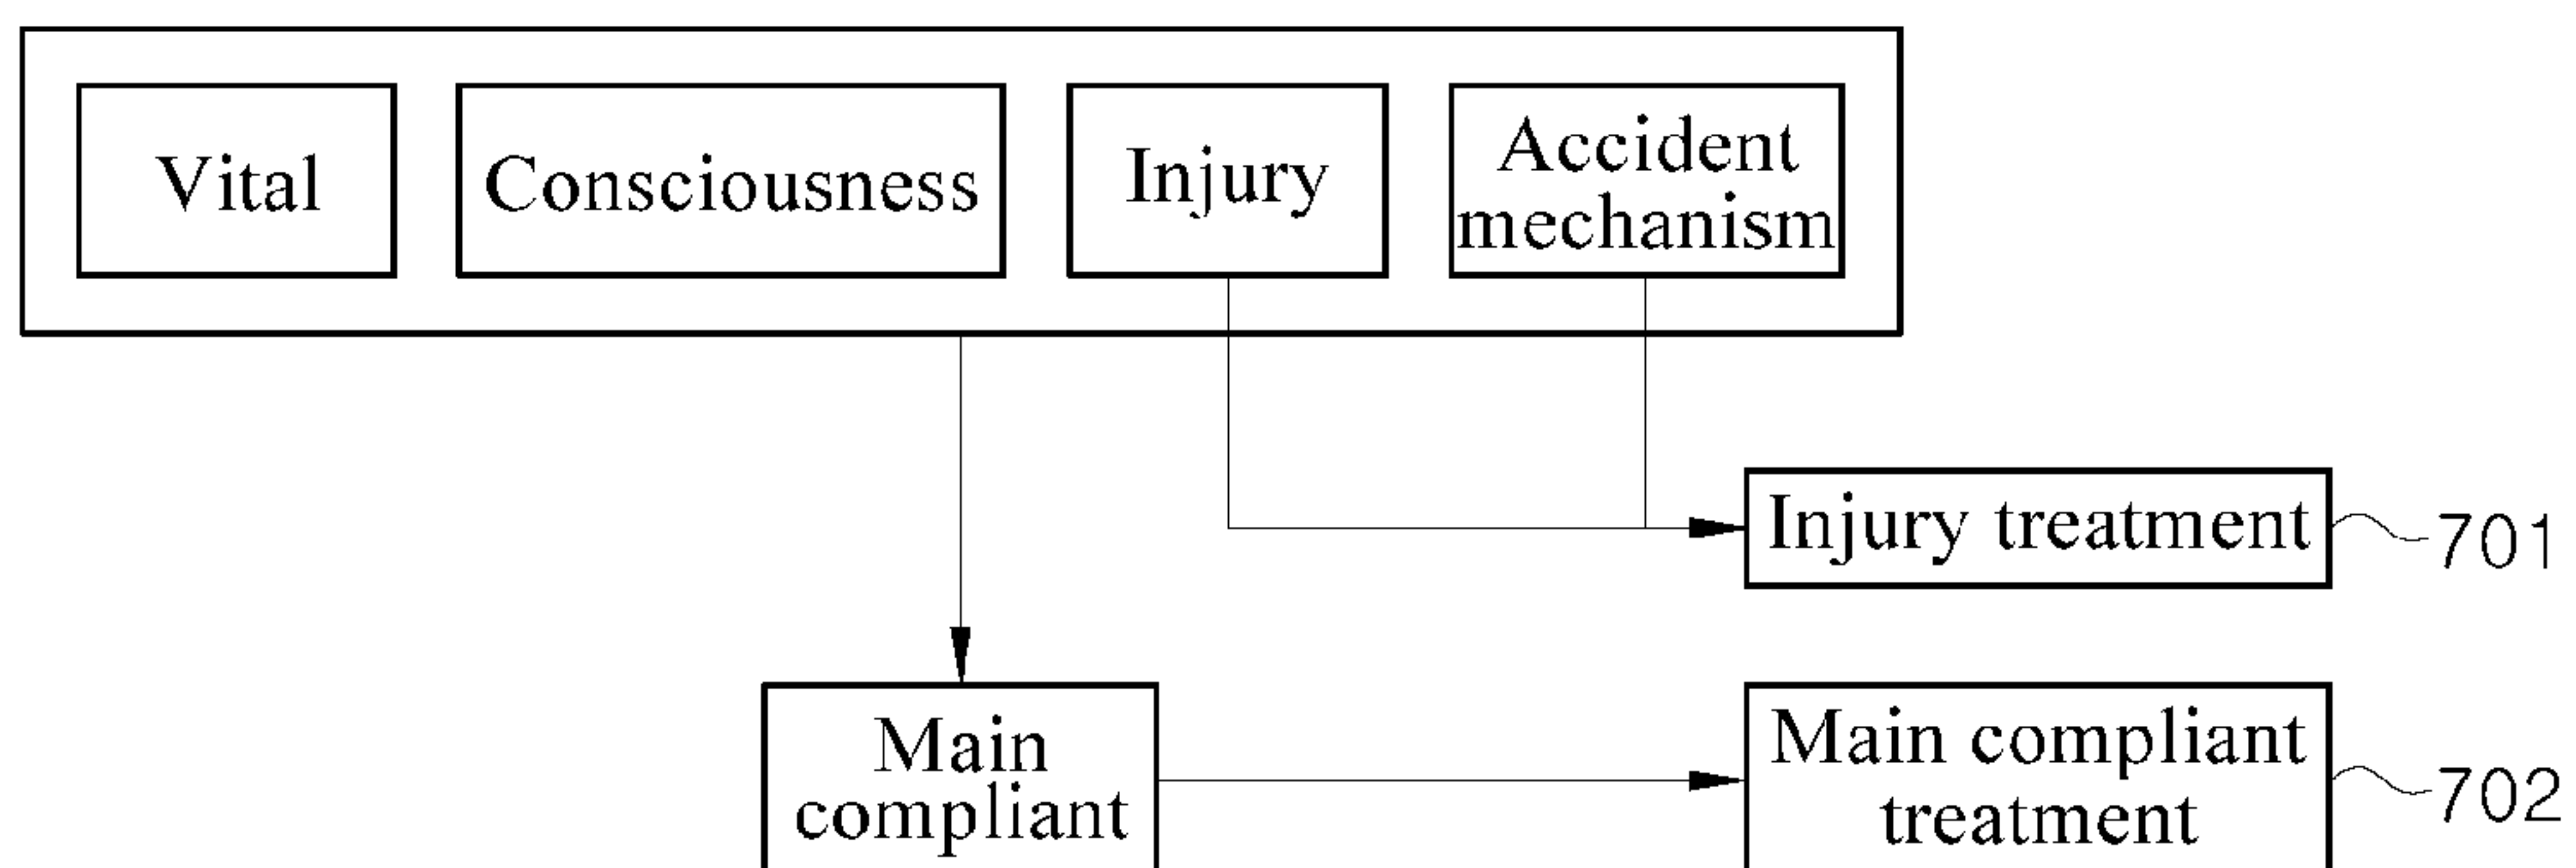 Vital
Consciousness
Injury
Accident
mechanism
Injury treatment
701
Main
compliant
Main compliant
treatment
702